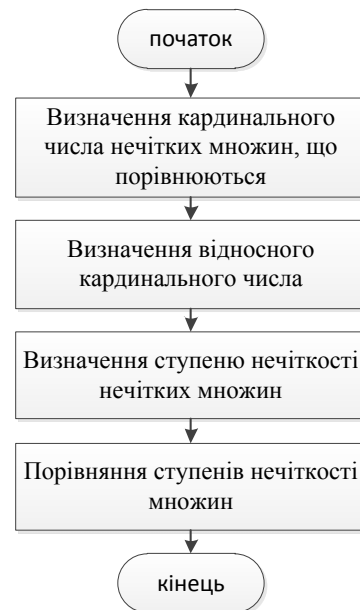 початок
Визначення кардинального
числа нечітких множин, що
порівнюються
Визначення відносного
кардинального числа
Визначення ступеню нечіткості
нечітких множин
Порівняння ступенів нечіткості
множин
кінець